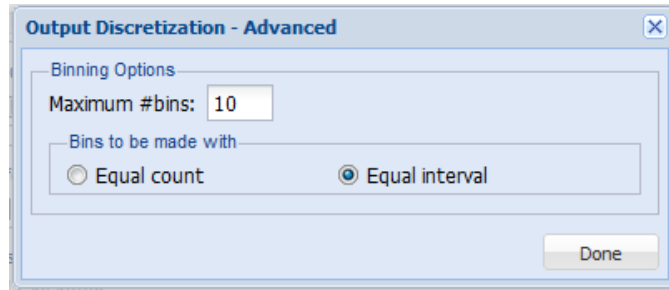 Output Discretization - Advanced
Binning Options
Maximum #bins: 10
Bins to be made with
Equal count Equal interval
Done